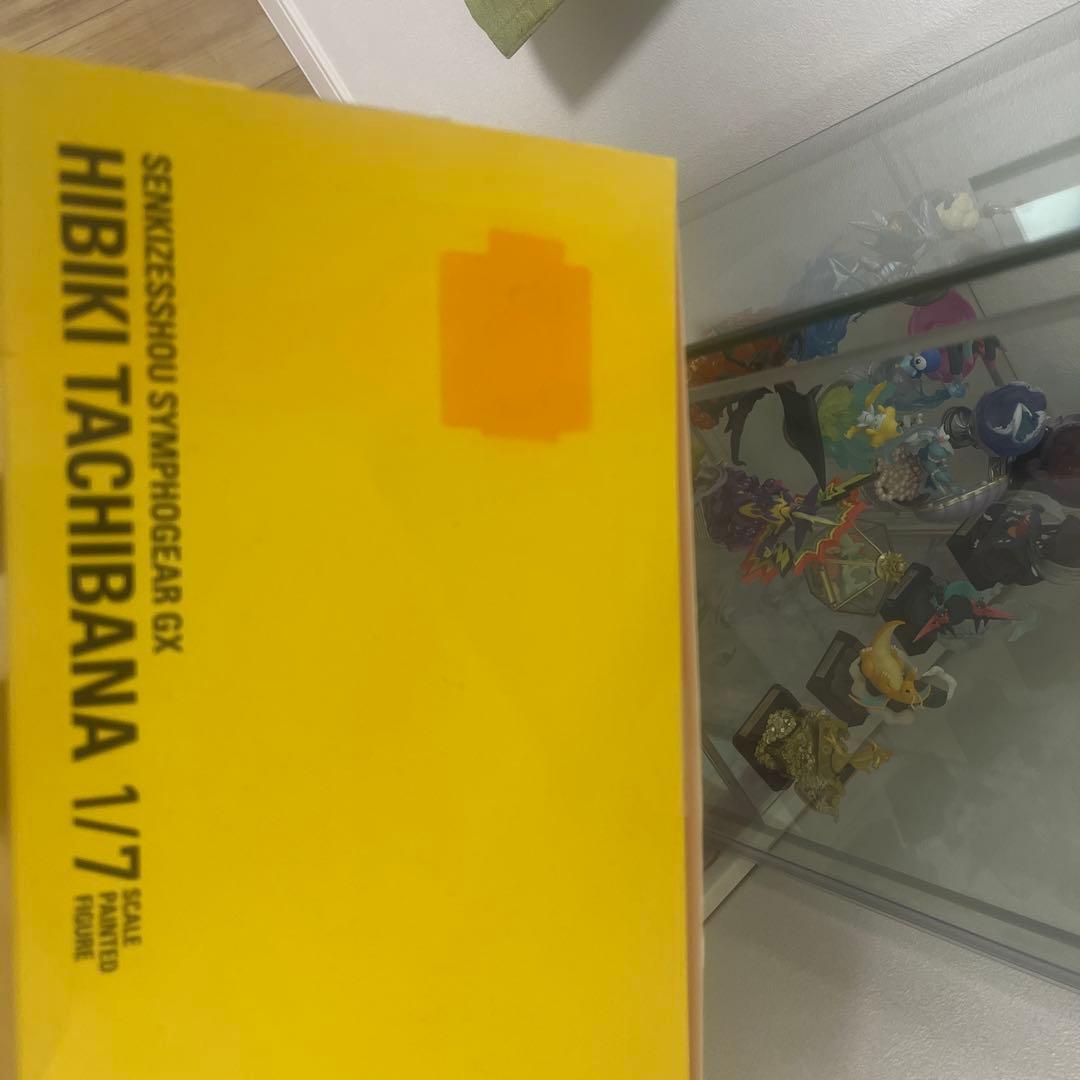 SENKIZESSHOU SYMPHOGEAR GX
HIBIKI TACHIBANA 1/7
SCALE
PAINTED
FIGURE